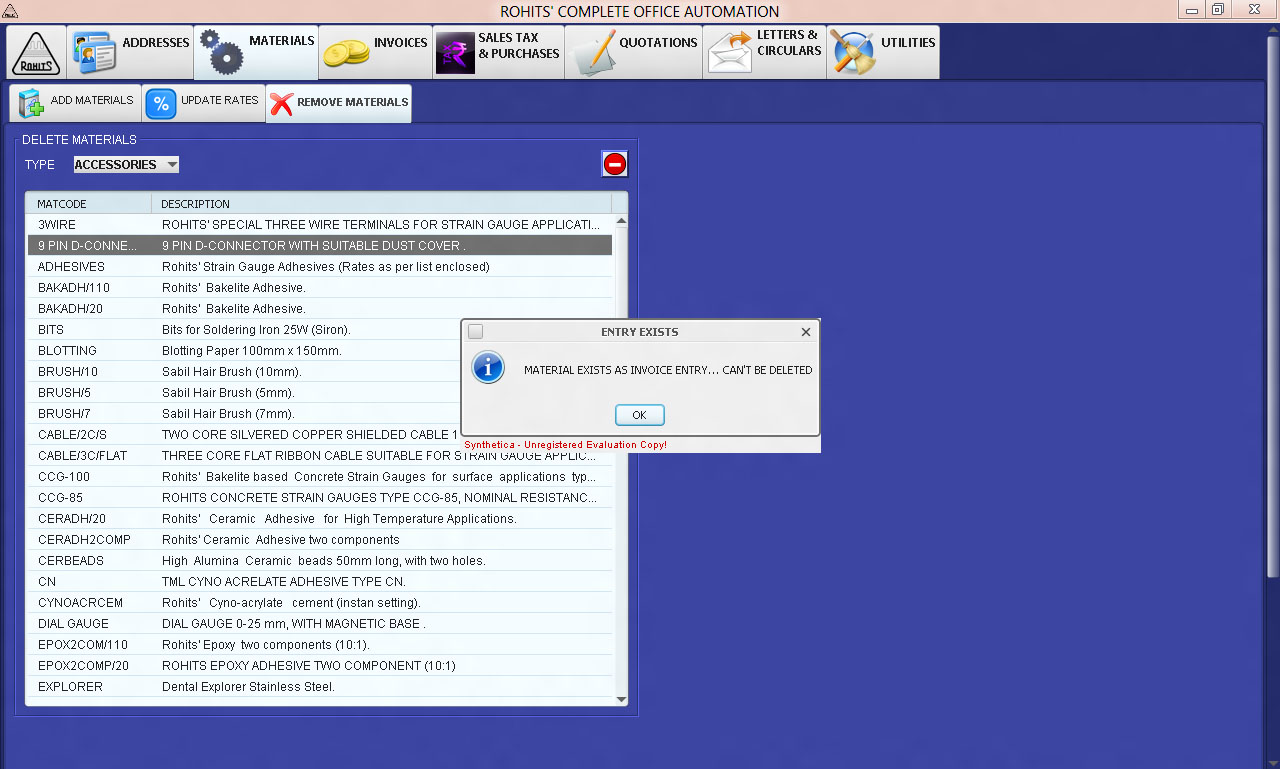 ROHITS' COMPLETE OFFICE AUTOMATION
ROHITS
ADDRESSES
MATERIALS
INVOICES
SALES TAX
& PURCHASES
QUOTATIONS
LETTERS &
CIRCULARS
UTILITIES
ADD MATERIALS
%
UPDATE RATES
REMOVE MATERIALS
DELETE MATERIALS
TYPE ACCESSORIES
MATCODE DESCRIPTION
3WIRE ROHITS' SPECIAL THREE WIRE TERMINALS FOR STRAIN GAUGE APPLICATI...
9 PIN D-CONNE... 9 PIN D-CONNECTOR WITH SUITABLE DUST COVER .
ADHESIVES Rohits' Strain Gauge Adhesives (Rates as per list enclosed)
BAKADH/110 Rohits' Bakelite Adhesive.
BAKADH/20 Rohits' Bakelite Adhesive.
BITS Bits for Soldering Iron 25W (Siron).
BLOTTING Blotting Paper 100mm x 150mm.
BRUSH/10 Sabil Hair Brush (10mm).
BRUSH/5 Sabil Hair Brush (5mm).
BRUSH/7 Sabil Hair Brush (7mm).
CABLE/2C/S TWO CORE SILVERED COPPER SHIELDED CABLE 1
CABLE/3C/FLAT THREE CORE FLAT RIBBON CABLE SUITABLE FOR STRAIN GAUGE APPLIC...
CCG-100 Rohits' Bakelite based Concrete Strain Gauges for surface applications typ...
CCG-85 ROHITS CONCRETE STRAIN GAUGES TYPE CCG-85, NOMINAL RESISTANC...
CERADH/20 Rohits' Ceramic Adhesive for High Temperature Applications.
CERADH2COMP Rohits' Ceramic Adhesive two components
CERBEADS High Alumina Ceramic beads 50mm long, with two holes.
CN TML CYNO ACRELATE ADHESIVE TYPE CN.
CYNOACRCEM Rohits' Cyno-acrylate cement (instan setting).
DIAL GAUGE DIAL GAUGE 0-25 mm, WITH MAGNETIC BASE .
EPOX2COM/110 Rohits' Epoxy two components (10:1).
EPOX2COMP/20 ROHITS EPOXY ADHESIVE TWO COMPONENT (10:1)
EXPLORER Dental Explorer Stainless Steel.
ENTRY EXISTS
MATERIAL EXISTS AS INVOICE ENTRY... CAN'T BE DELETED
OK
Synthetica - Unregistered Evaluation Copy!